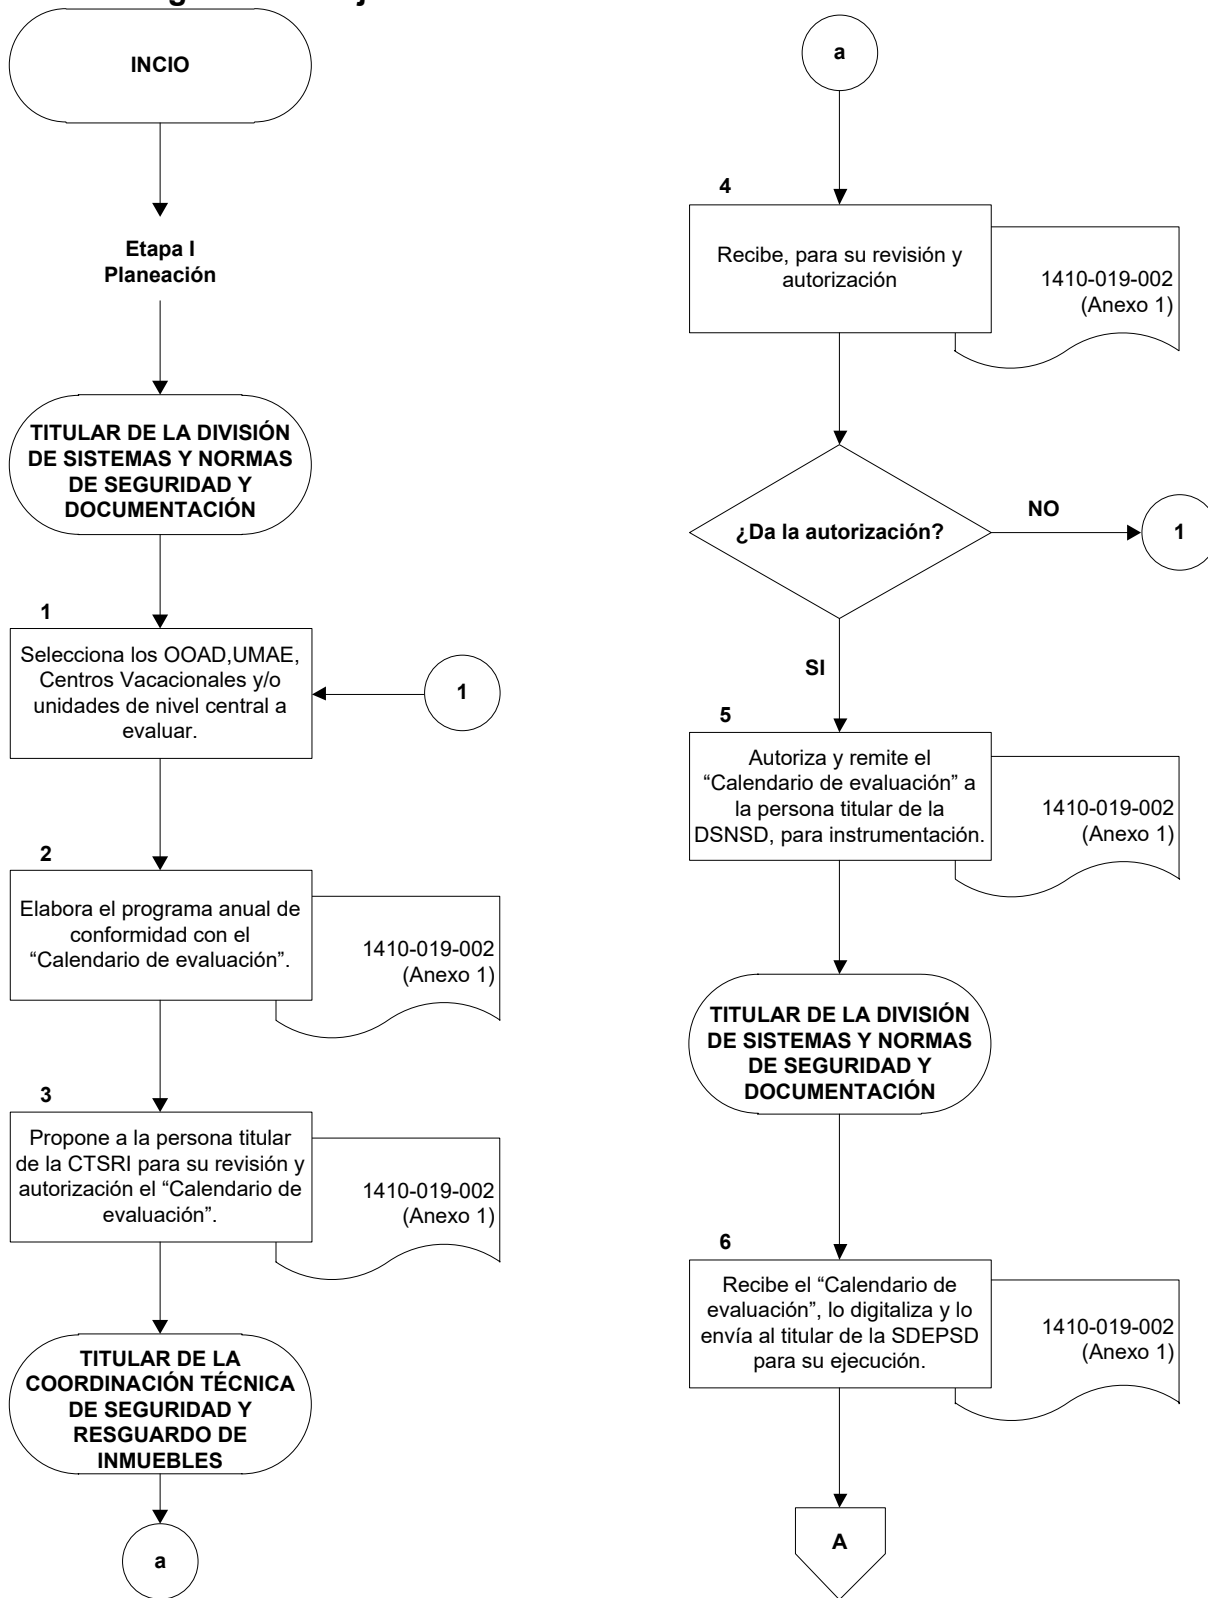 INCIO
Etapa I
Planeación
TITULAR DE LA DIVISIÓN
DE SISTEMAS Y NORMAS
DE SEGURIDAD Y
DOCUMENTACIÓN
1
Selecciona los OOAD,UMAE,
Centros Vacacionales y/o
unidades de nivel central a
evaluar.
1
2
Elabora el programa anual de
conformidad con el
“Calendario de evaluación”.
1410-019-002
(Anexo 1)
3
Propone a la persona titular
de la CTSRI para su revisión y
autorización el “Calendario de
evaluación”.
1410-019-002
(Anexo 1)
TITULAR DE LA
COORDINACIÓN TÉCNICA
DE SEGURIDAD Y
RESGUARDO DE
INMUEBLES
a
a
4
Recibe, para su revisión y
autorización
1410-019-002
(Anexo 1)
¿Da la autorización?
NO
1
SI
5
Autoriza y remite el
“Calendario de evaluación” a
la persona titular de la
DSNSD, para instrumentación.
1410-019-002
(Anexo 1)
TITULAR DE LA DIVISIÓN
DE SISTEMAS Y NORMAS
DE SEGURIDAD Y
DOCUMENTACIÓN
6
Recibe el “Calendario de
evaluación”, lo digitaliza y lo
envía al titular de la SDEPSD
para su ejecución.
1410-019-002
(Anexo 1)
A